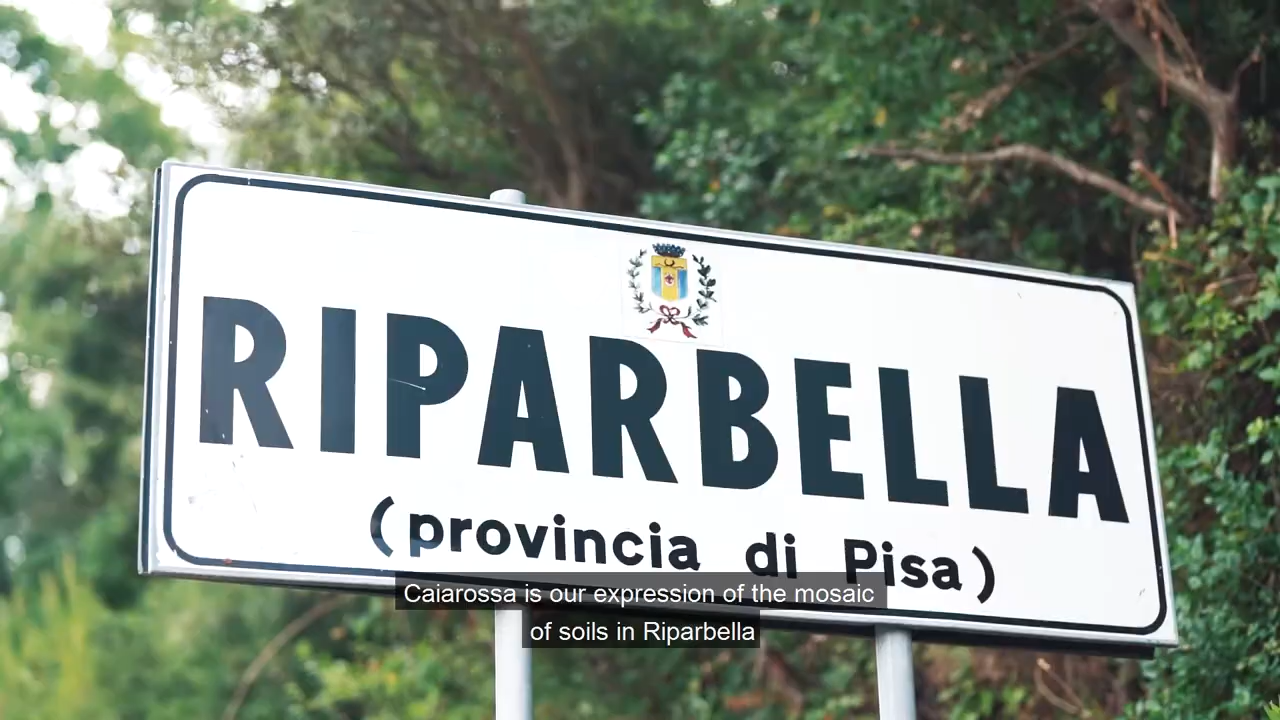 RIPARBELLA
(provincia di Pisa)
Caiarossa is our expression of the mosaic
of soils in Riparbella